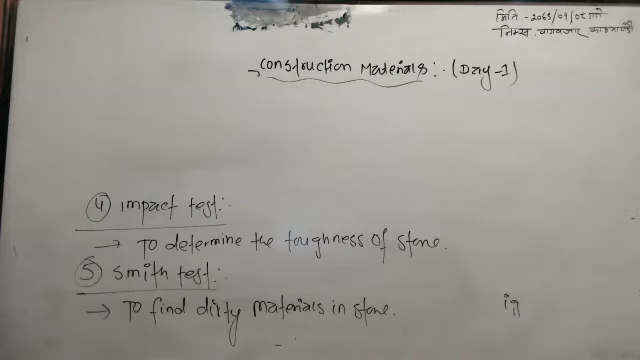 मिति - 2063/09/08 गते
construction materials:- (Day-1)
④ impact test:-
→ To determine the toughness of stone.
⑤ smith test:-
→ To find dirty materials in stone.